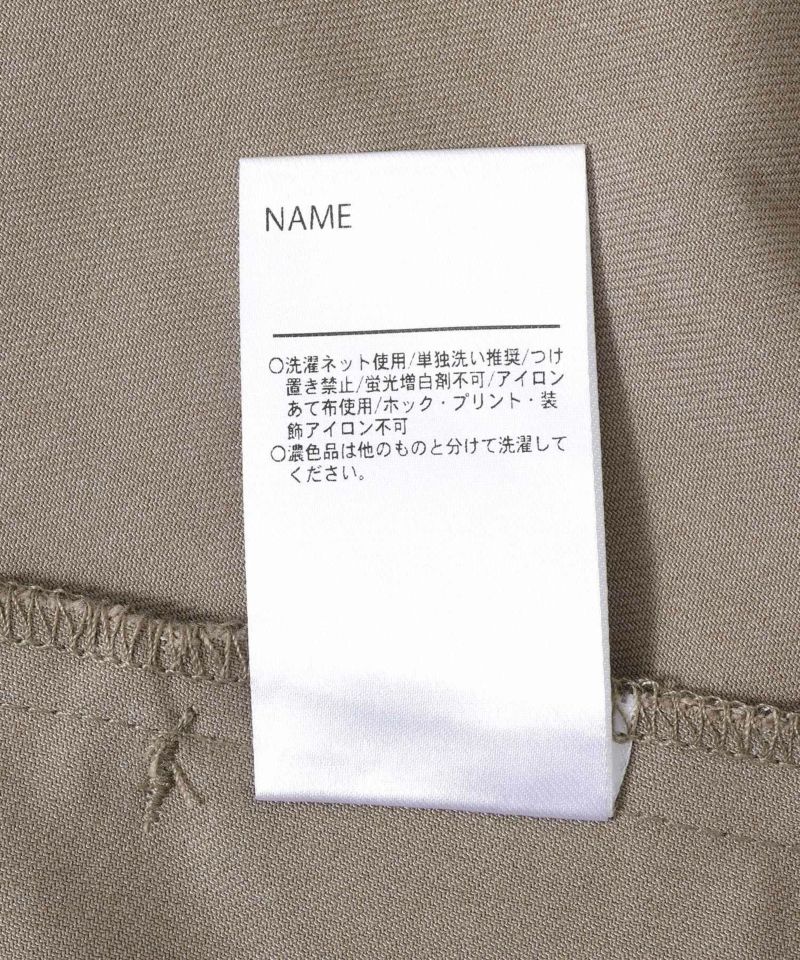 NAME
○洗濯ネット使用/単独洗い推奨/つけ
置き禁止/蛍光増白剤不可/アイロン
あて布使用/ホック・プリント・装
飾アイロン不可
○濃色品は他のものと分けて洗濯して
ください。